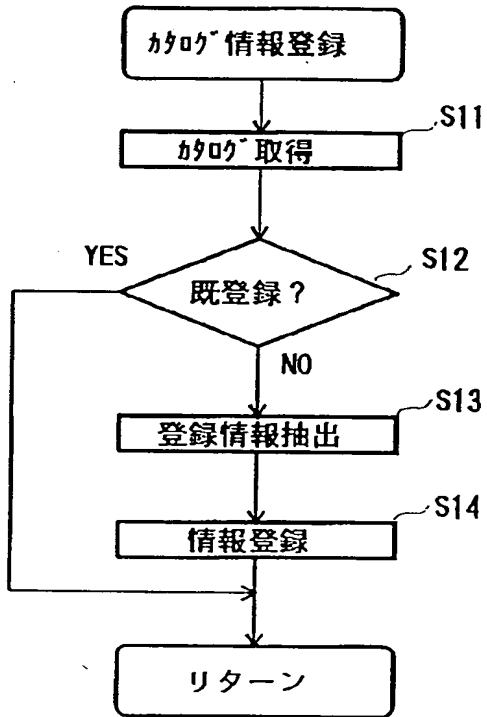 ｶﾀﾛｸﾞ情報登録
S11
ｶﾀﾛｸﾞ取得
YES
S12
既登録？
NO
S13
登録情報抽出
S14
情報登録
リターン